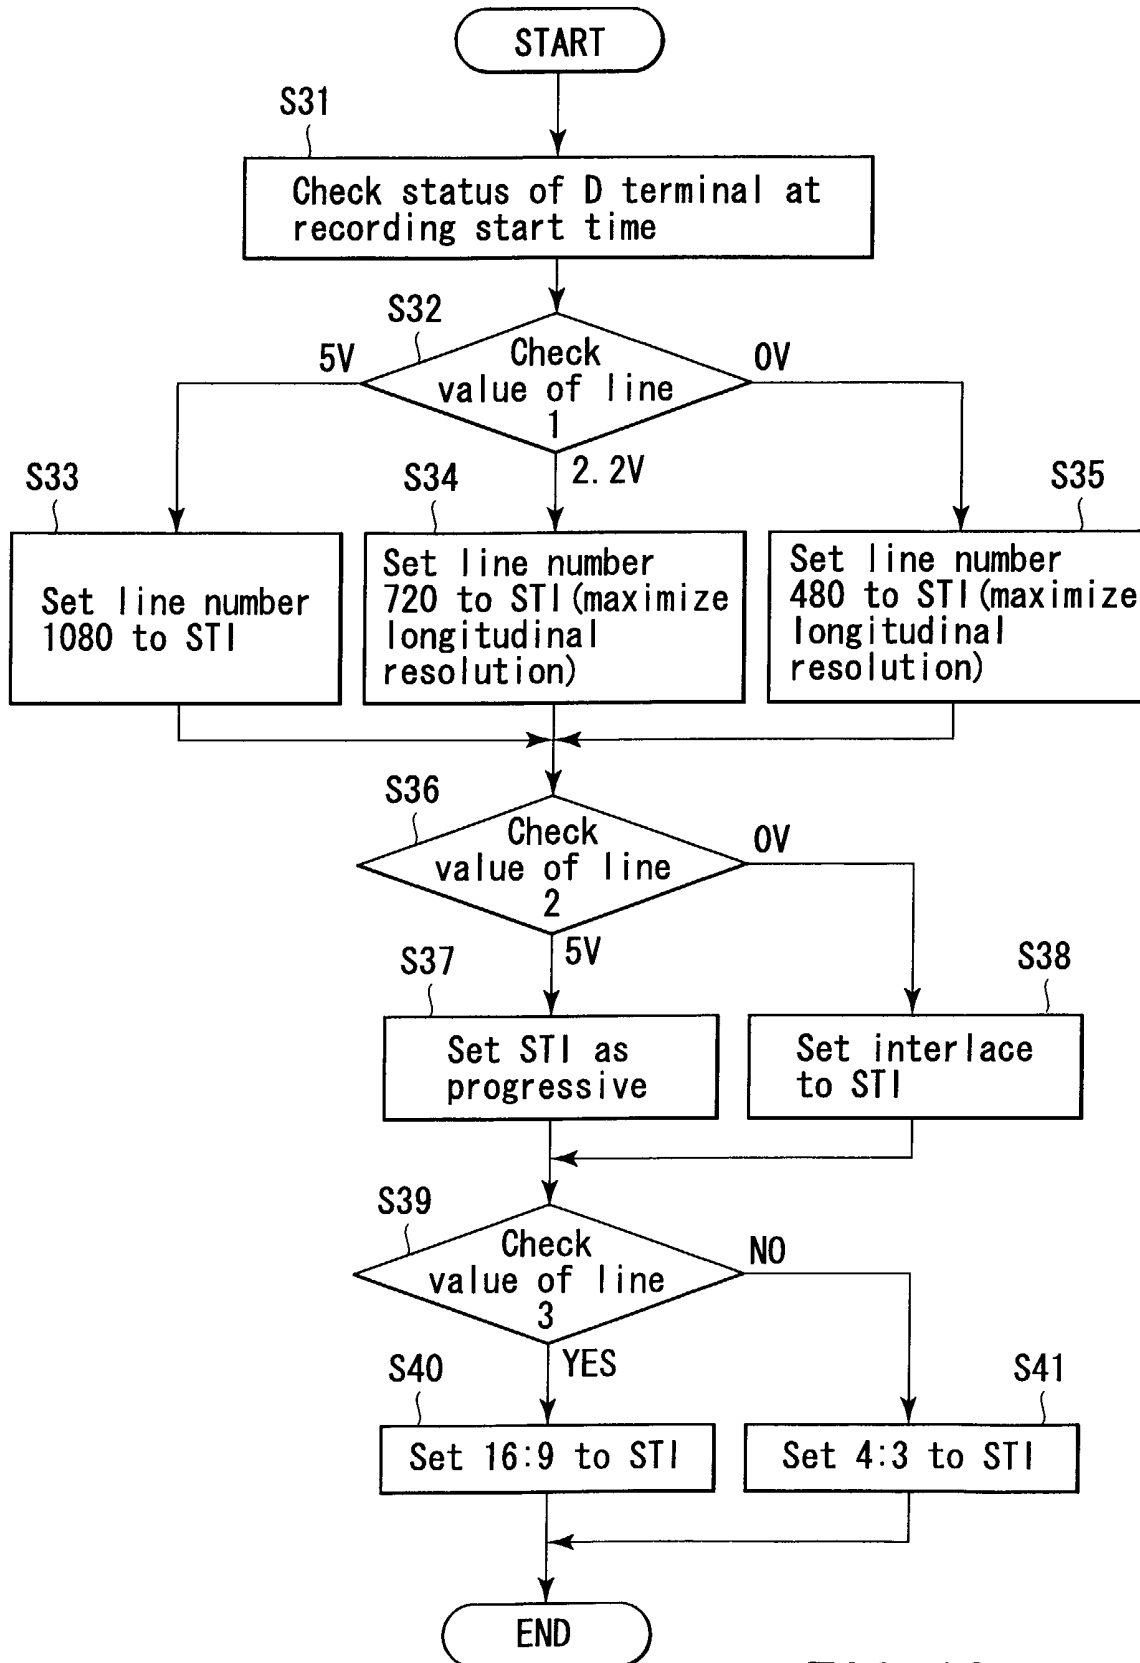 START
S31
Check status of D terminal at
recording start time
S32
5V
Check
value of line
1
0V
2.2V
S33
S34
S35
Set line number
1080 to STI
Set line number
720 to STI(maximize
longitudinal
resolution)
Set line number
480 to STI(maximize
longitudinal
resolution)
S36
Check
value of line
2
0V
5V
S37
S38
Set STI as
progressive
Set interlace
to STI
S39
Check
value of line
3
NO
YES
S40
S41
Set 16:9 to STI
Set 4:3 to STI
END